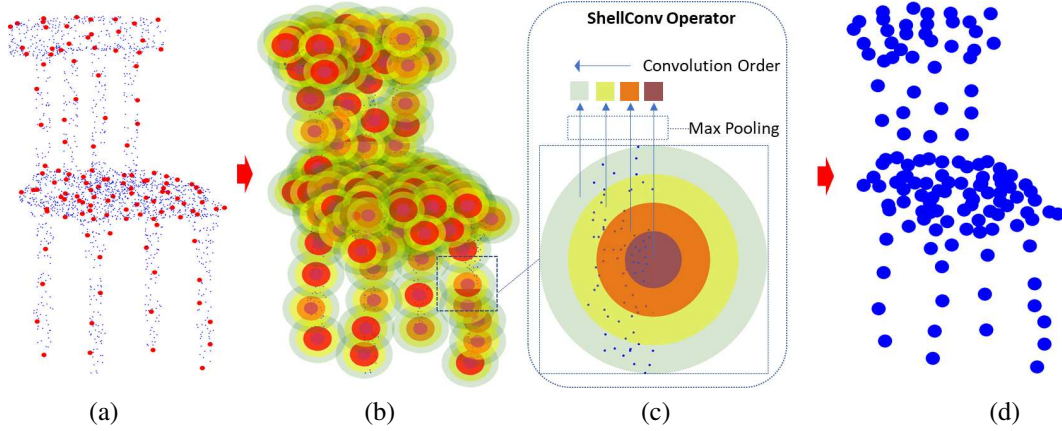 ShellConv Operator
Convolution Order
Max Pooling
(a)
(b)
(c)
(d)